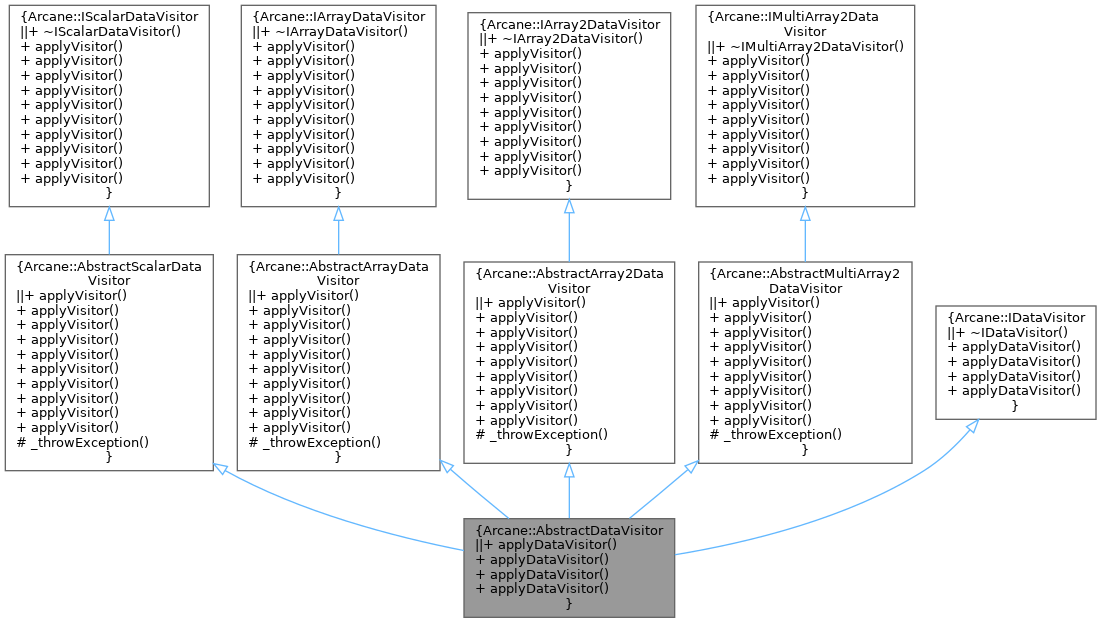 {Arcane::IScalarDataVisitor
||+ ~IScalarDataVisitor()
+ applyVisitor()
+ applyVisitor()
+ applyVisitor()
+ applyVisitor()
+ applyVisitor()
+ applyVisitor()
+ applyVisitor()
+ applyVisitor()
+ applyVisitor()
+ applyVisitor()
}
{Arcane::IArrayDataVisitor
||+ ~IArrayDataVisitor()
+ applyVisitor()
+ applyVisitor()
+ applyVisitor()
+ applyVisitor()
+ applyVisitor()
+ applyVisitor()
+ applyVisitor()
+ applyVisitor()
+ applyVisitor()
+ applyVisitor()
}
{Arcane::IArray2DataVisitor
||+ ~IArray2DataVisitor()
+ applyVisitor()
+ applyVisitor()
+ applyVisitor()
+ applyVisitor()
+ applyVisitor()
+ applyVisitor()
+ applyVisitor()
+ applyVisitor()
+ applyVisitor()
}
{Arcane::IMultiArray2Data
Visitor
||+ ~IMultiArray2DataVisitor()
+ applyVisitor()
+ applyVisitor()
+ applyVisitor()
+ applyVisitor()
+ applyVisitor()
+ applyVisitor()
+ applyVisitor()
+ applyVisitor()
+ applyVisitor()
}
{Arcane::AbstractScalarData
Visitor
||+ applyVisitor()
+ applyVisitor()
+ applyVisitor()
+ applyVisitor()
+ applyVisitor()
+ applyVisitor()
+ applyVisitor()
+ applyVisitor()
+ applyVisitor()
+ applyVisitor()
# _throwException()
}
{Arcane::AbstractArrayData
Visitor
||+ applyVisitor()
+ applyVisitor()
+ applyVisitor()
+ applyVisitor()
+ applyVisitor()
+ applyVisitor()
+ applyVisitor()
+ applyVisitor()
+ applyVisitor()
+ applyVisitor()
# _throwException()
}
{Arcane::AbstractArray2Data
Visitor
||+ applyVisitor()
+ applyVisitor()
+ applyVisitor()
+ applyVisitor()
+ applyVisitor()
+ applyVisitor()
+ applyVisitor()
+ applyVisitor()
+ applyVisitor()
# _throwException()
}
{Arcane::AbstractMultiArray2
DataVisitor
||+ applyVisitor()
+ applyVisitor()
+ applyVisitor()
+ applyVisitor()
+ applyVisitor()
+ applyVisitor()
+ applyVisitor()
+ applyVisitor()
+ applyVisitor()
# _throwException()
}
{Arcane::IDataVisitor
||+ ~IDataVisitor()
+ applyDataVisitor()
+ applyDataVisitor()
+ applyDataVisitor()
+ applyDataVisitor()
}
{Arcane::AbstractDataVisitor
||+ applyDataVisitor()
+ applyDataVisitor()
+ applyDataVisitor()
+ applyDataVisitor()
}